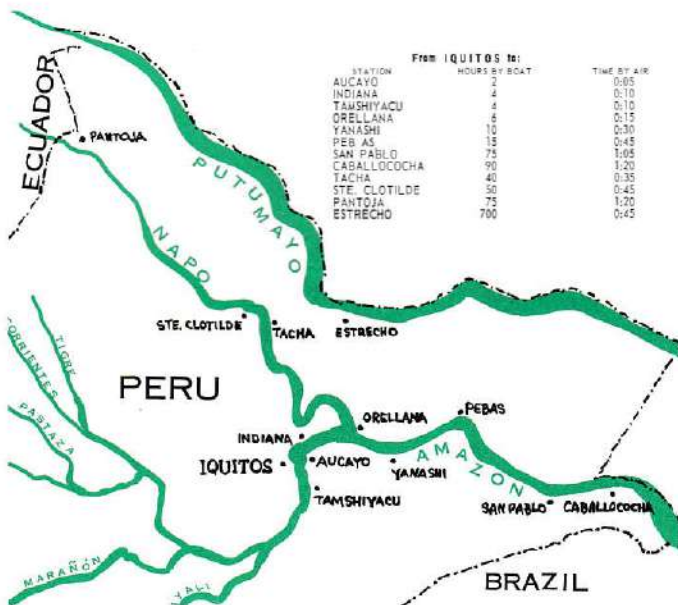 From IQUITOS to:
STATION HOURS BY BOAT TIME BY AIR
AUCAYO 2 0:05
INDIANA 4 0:10
TAMSHIYACU 4 0:10
ORELLANA 6 0:15
YANASHI 10 0:30
PEB AS 15 0:45
SAN PABLO 75 1:05
CABALLOCOCHA 90 1:20
TACHA 40 0:35
STE. CLOTILDE 50 0:45
PANTOJA 75 1:20
ESTRECHO 700 0:45
ECUADOR
PANTOJA
PUTUMAYO
NAPO
STE. CLOTILDE
TACHA
ESTRECHO
TIGRE
CORRIENTES
PERU
PASTAZA
ORELLANA
PEBAS
INDIANA
IQUITOS
AUCAYO
YANASHI
AMAZON
TAMSHIYACU
SAN PABLO
CABALLOCOCHA
MARAÑÓN
YALI
BRAZIL